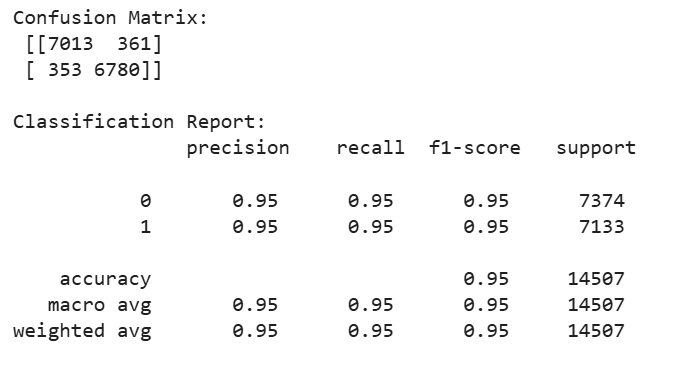 Confusion Matrix:
[[7013 361]
[ 353 6780]]
Classification Report:
precision recall f1-score support
0 0.95 0.95 0.95 7374
1 0.95 0.95 0.95 7133
accuracy 0.95 14507
macro avg 0.95 0.95 0.95 14507
weighted avg 0.95 0.95 0.95 14507